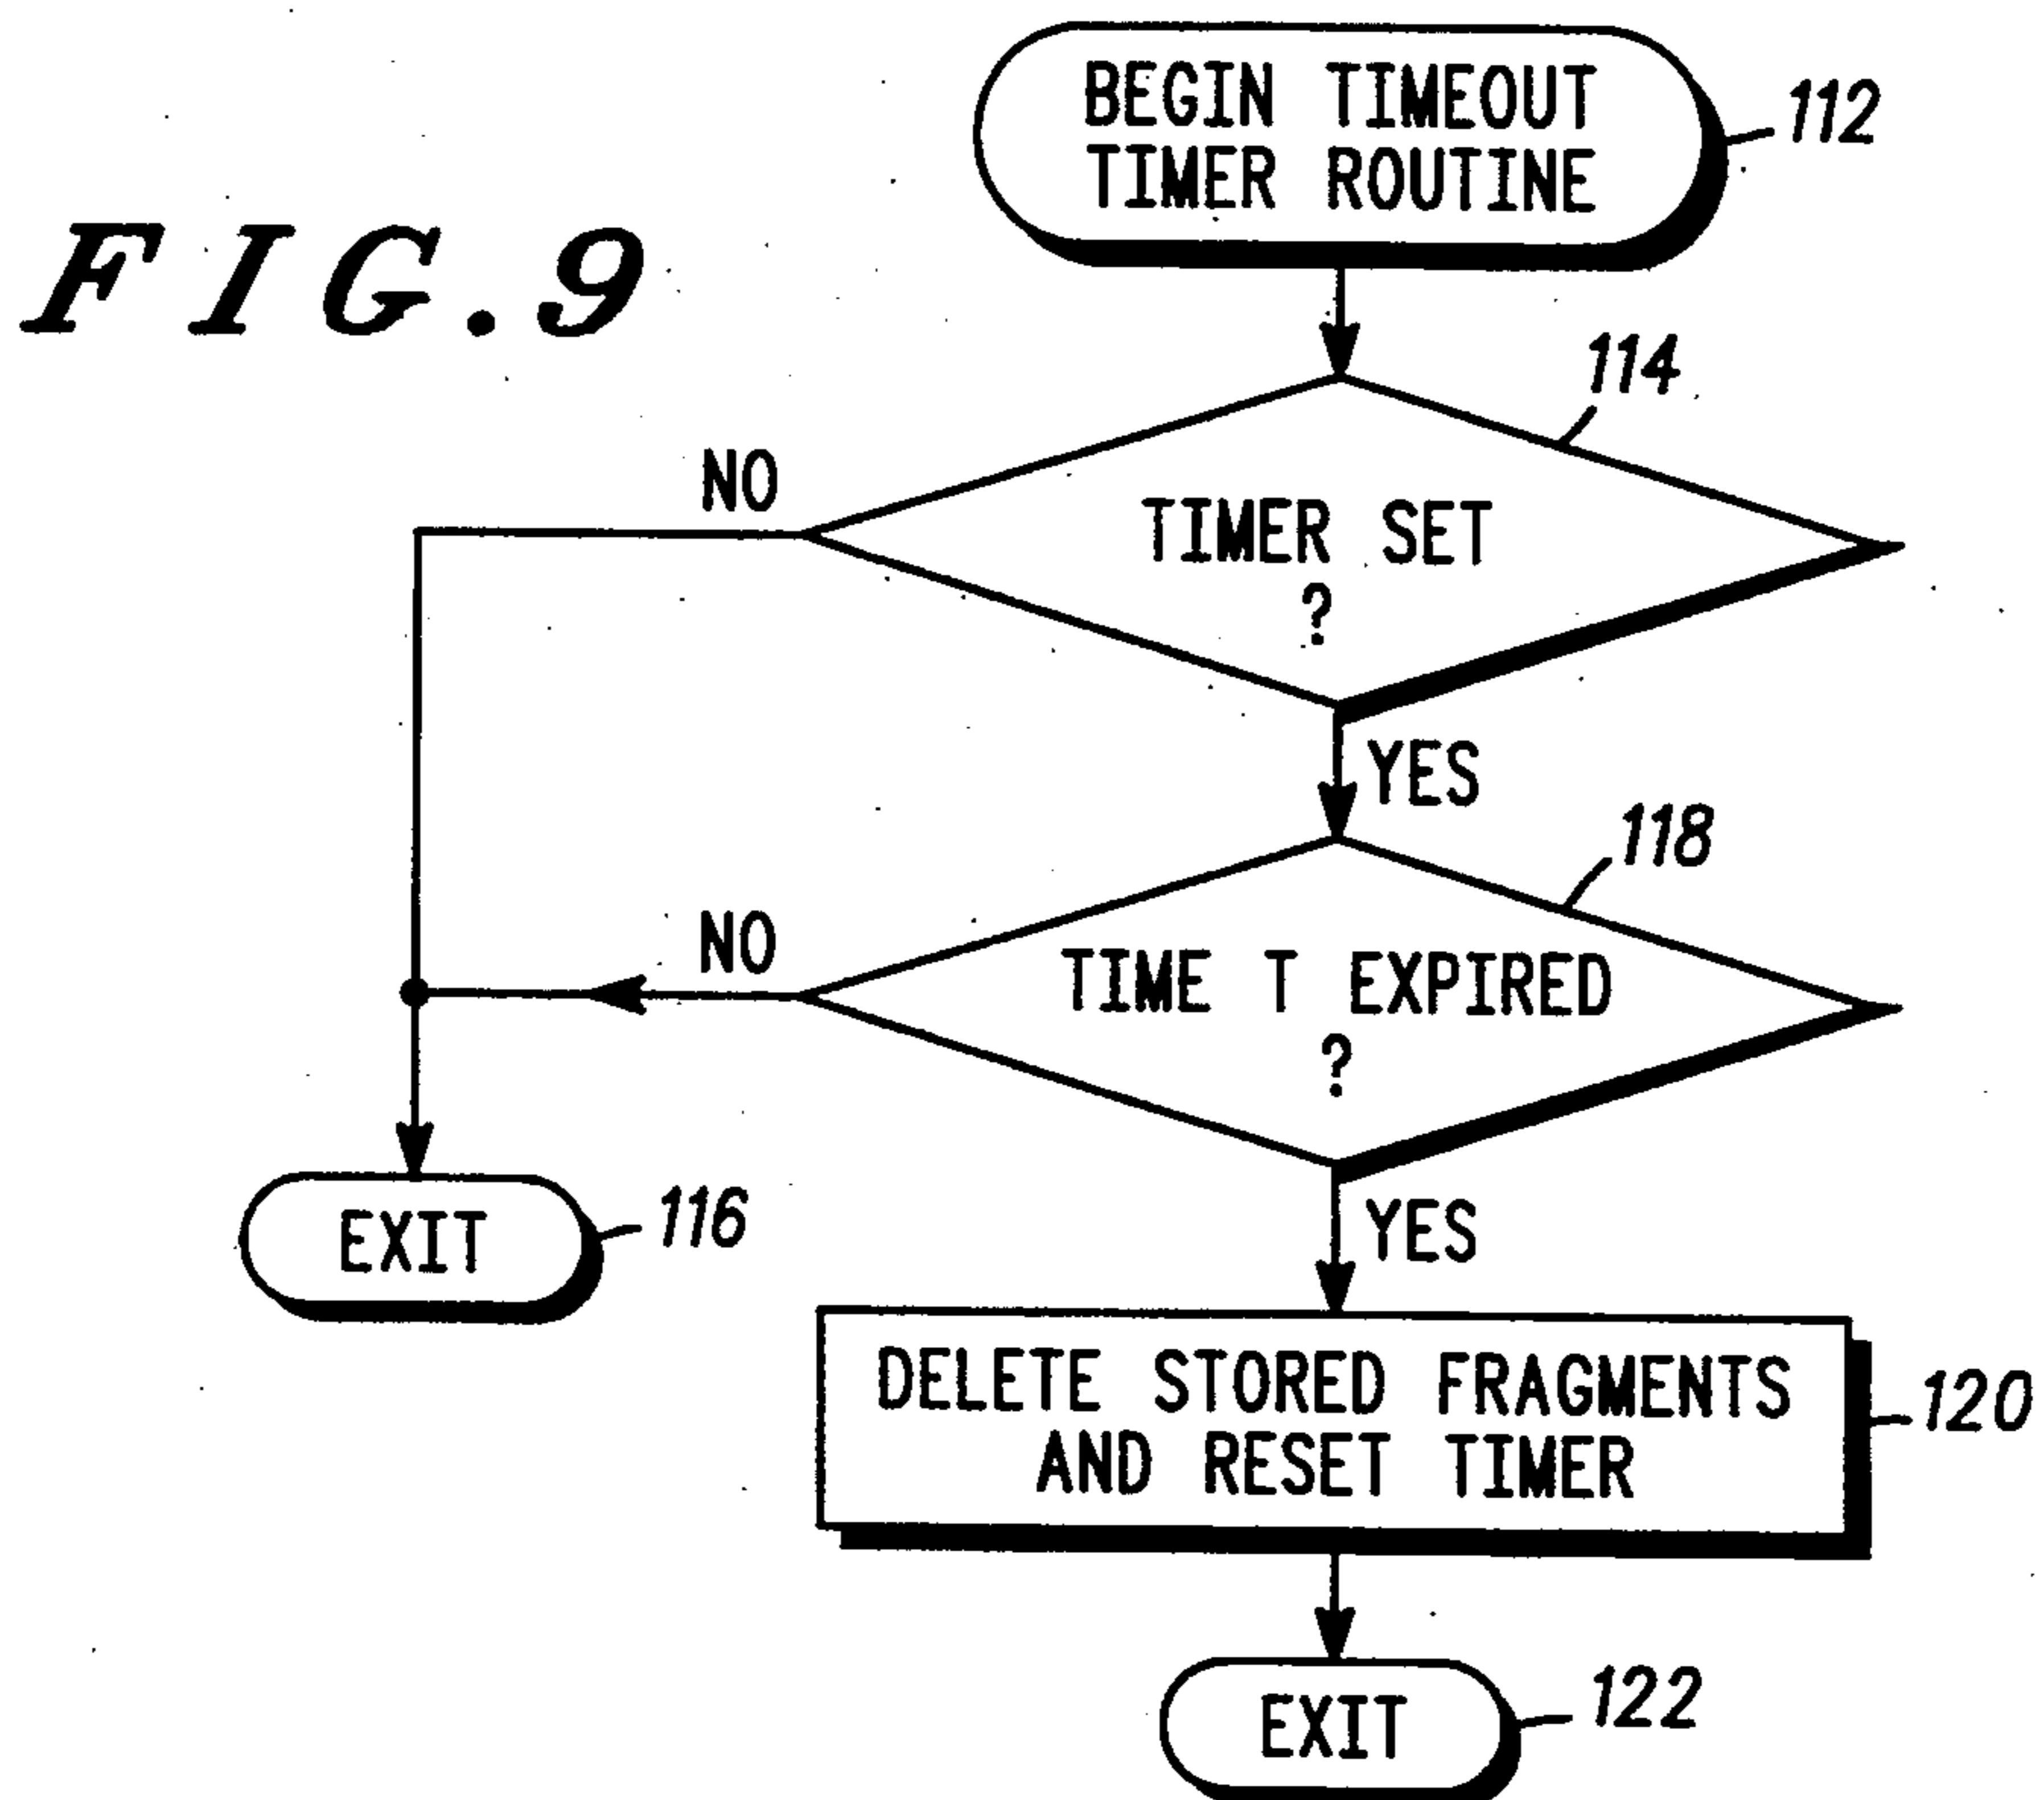 FIG.9
BEGIN TIMEOUT
TIMER ROUTINE
112
114
TIMER SET
?
NO
YES
118
TIME T EXPIRED
?
NO
YES
EXIT
116
DELETE STORED FRAGMENTS
AND RESET TIMER
120
EXIT
122